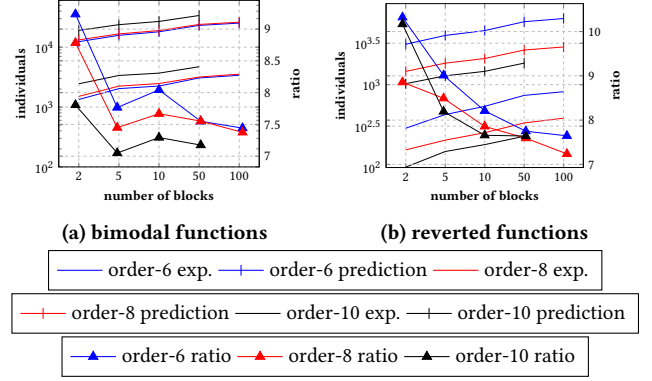 10^4
10^3
10^2
individuals
9
8.5
8
7.5
7
ratio
2 5 10 50 100
number of blocks
(a) bimodal functions
10^3.5
10^3
10^2.5
10^2
individuals
10
9
8
7
ratio
2 5 10 50 100
number of blocks
(b) reverted functions
order-6 exp. order-6 prediction order-8 exp.
order-8 prediction order-10 exp. order-10 prediction
order-6 ratio order-8 ratio order-10 ratio